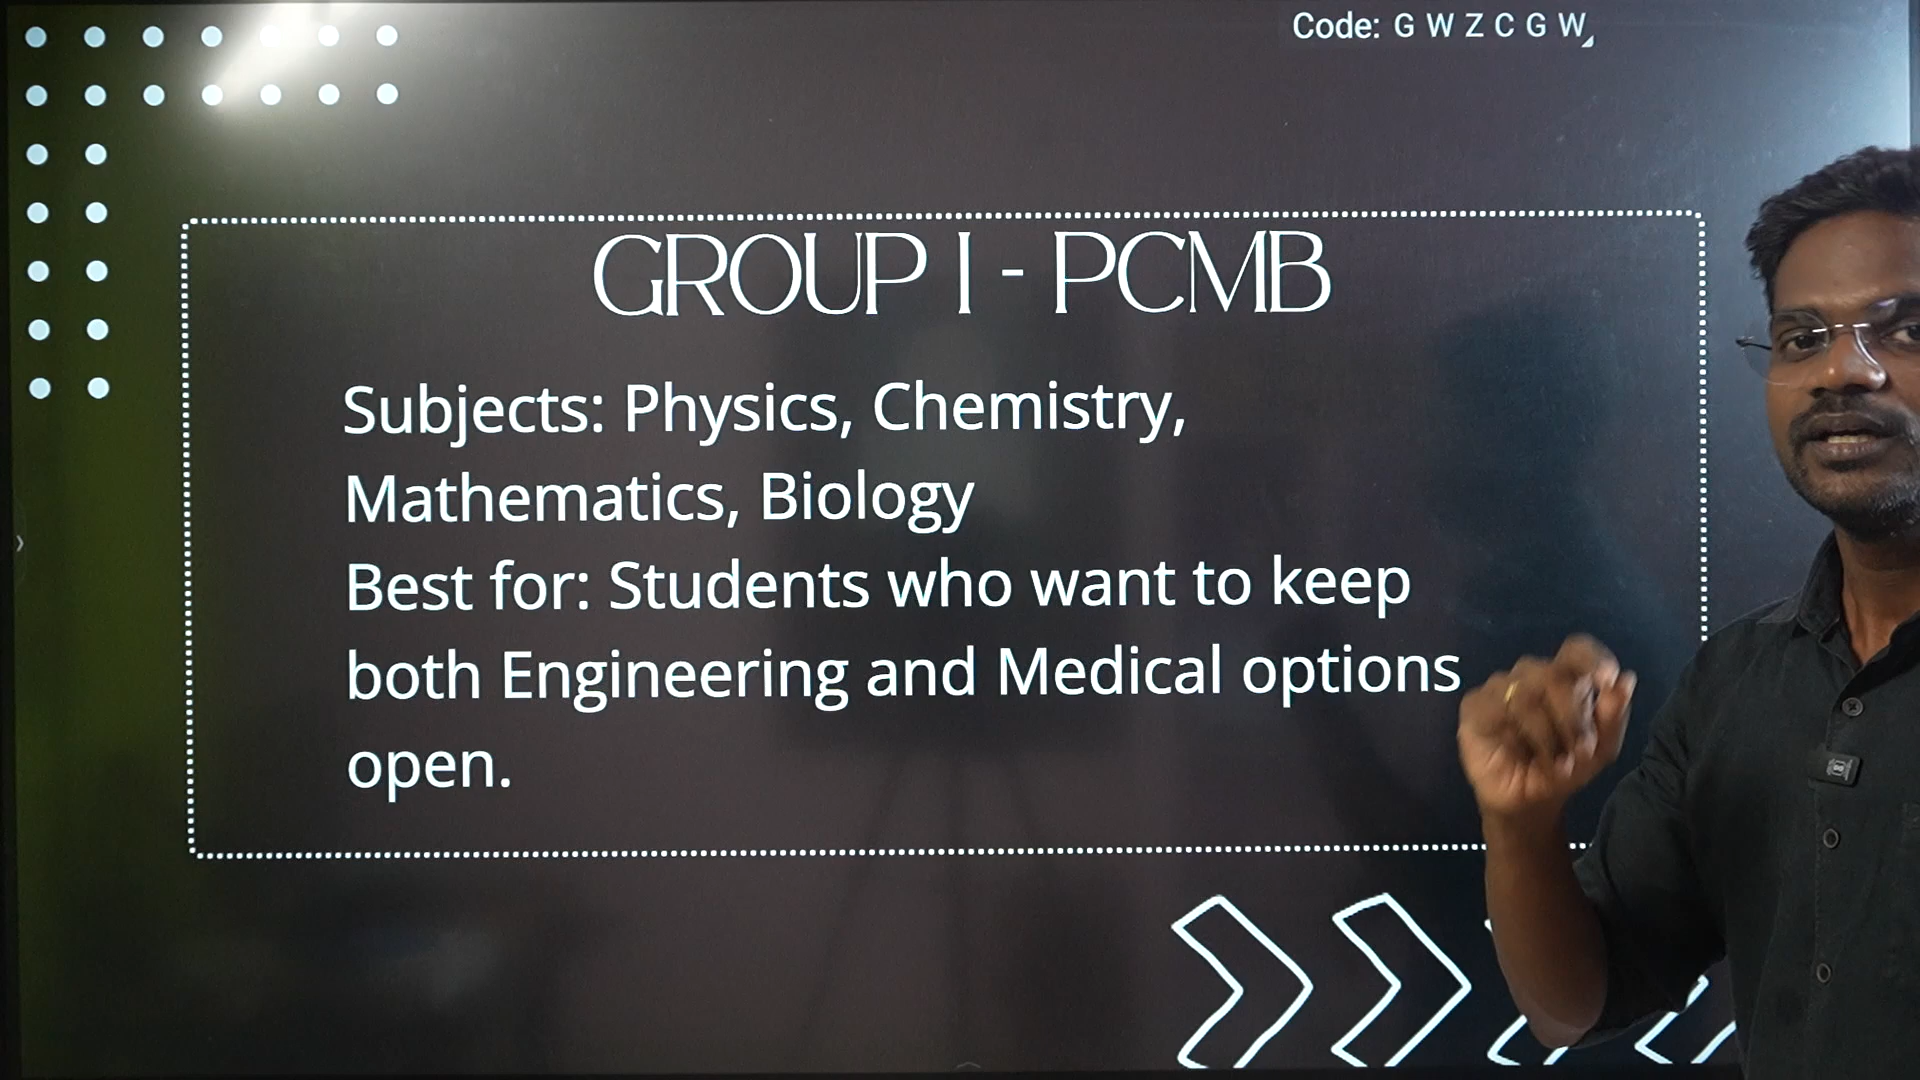 Code: G W Z C G W
GROUP I - PCMB
Subjects: Physics, Chemistry,
Mathematics, Biology
Best for: Students who want to keep
both Engineering and Medical options
open.